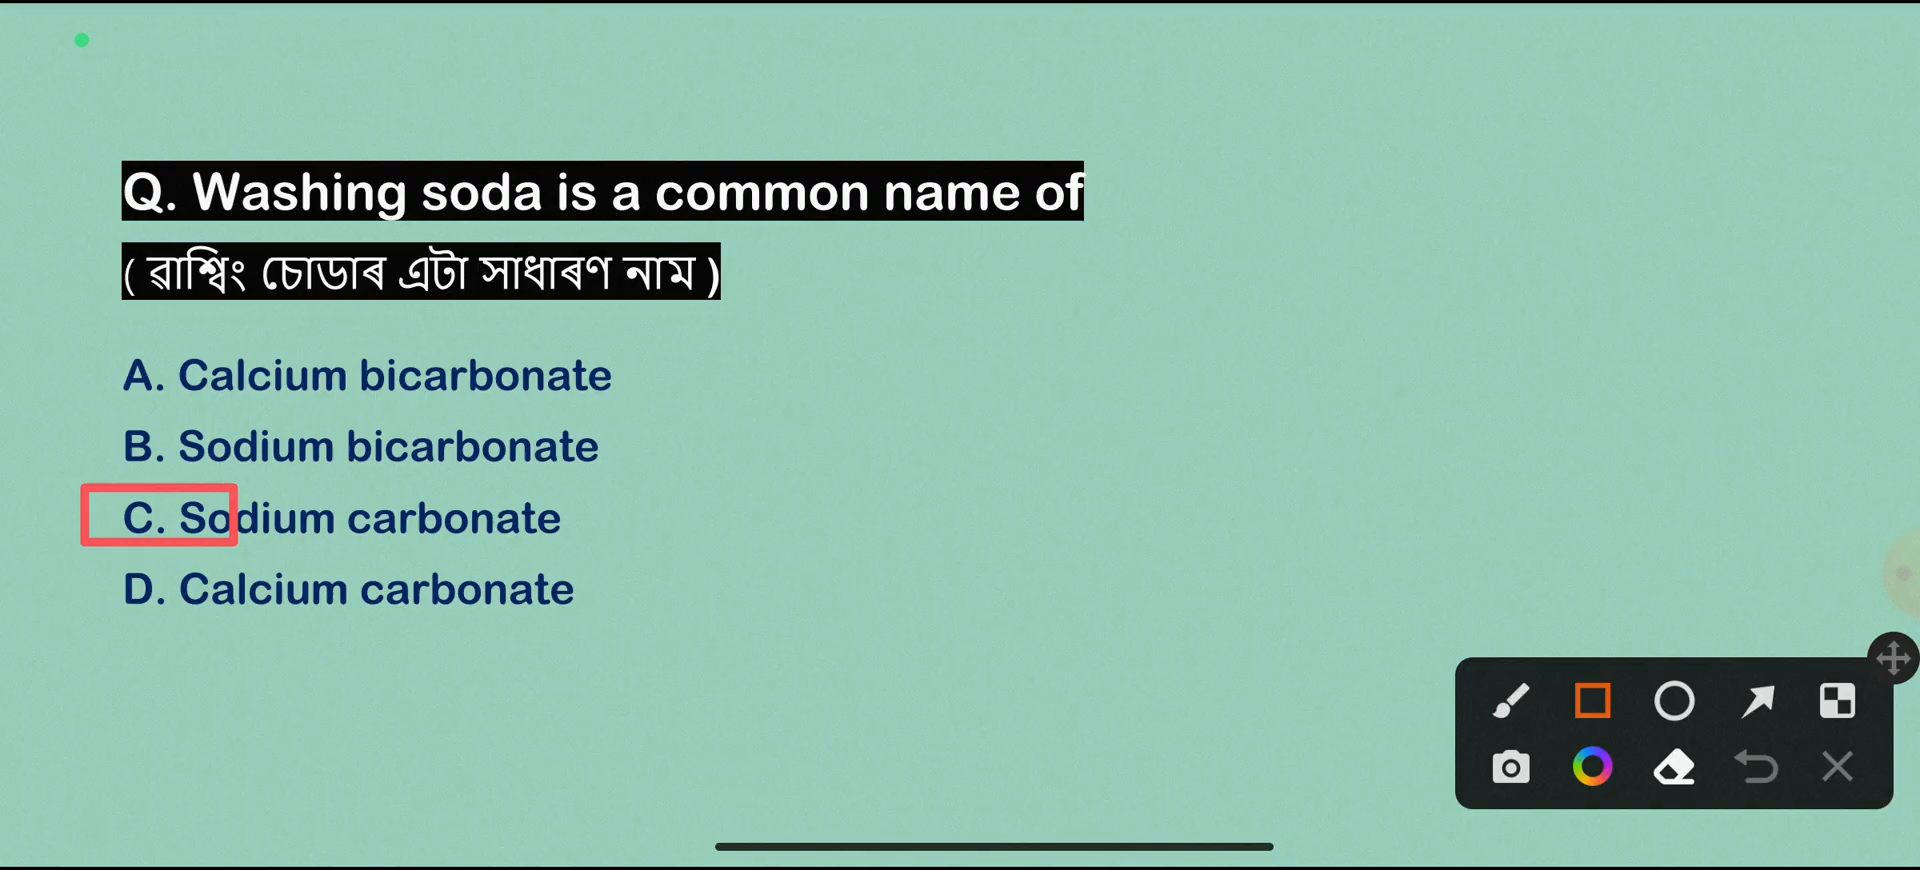 Q. Washing soda is a common name of
( ৱাশ্বিং চোডাৰ এটা সাধাৰণ নাম )
A. Calcium bicarbonate
B. Sodium bicarbonate
C. Sodium carbonate
D. Calcium carbonate